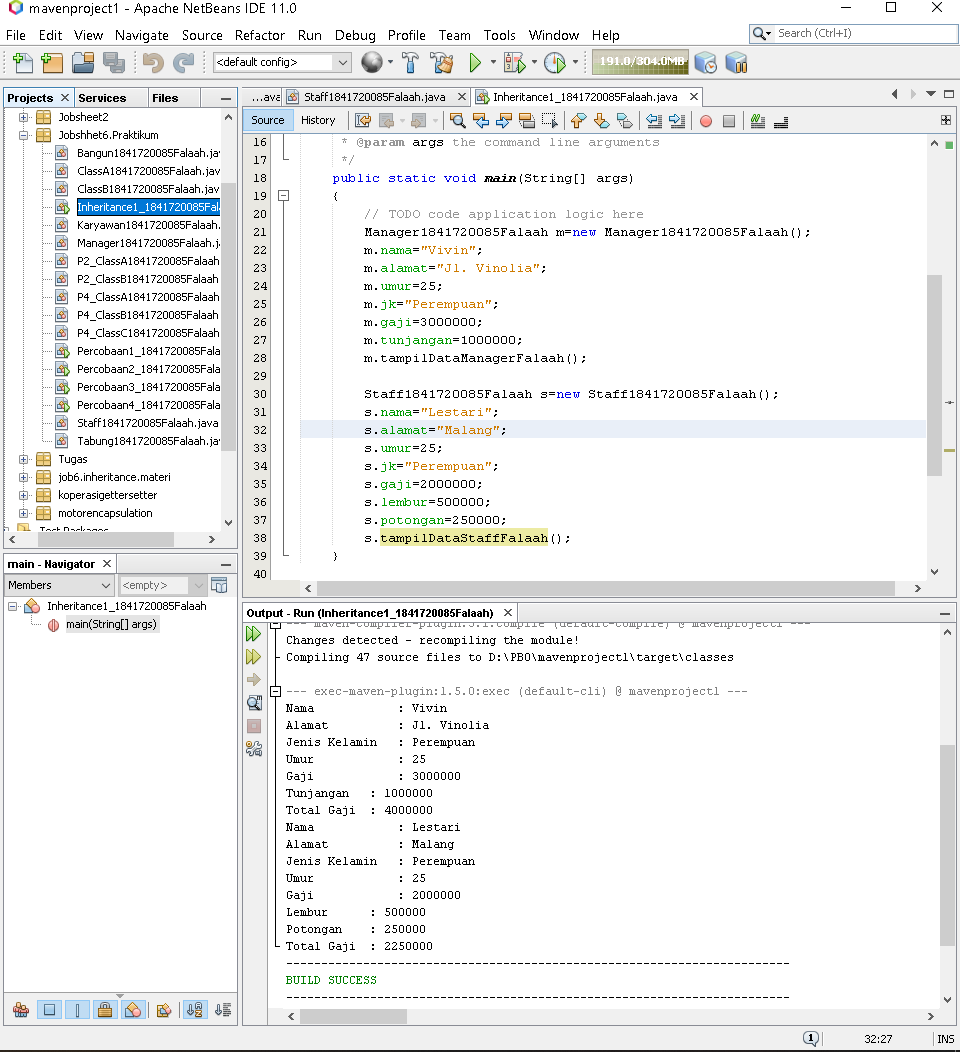 mavenproject1 - Apache NetBeans IDE 11.0
File Edit View Navigate Source Refactor Run Debug Profile Team Tools Window Help
Search (Ctrl+I)
<default config>
191.0/304.0MB
Projects Services Files
...ava Staff1841720085Falaah.java Inheritance1_1841720085Falaah.java
Source History
Jobsheet2
Jobshhet6.Praktikum
Bangun1841720085Falaah.jav
ClassA1841720085Falaah.jav
ClassB1841720085Falaah.jav
Inheritance1_1841720085Fal
Karyawan1841720085Falaah.
Manager1841720085Falaah.j
P2_ClassA1841720085Falaah
P2_ClassB1841720085Falaah
P4_ClassA1841720085Falaah
P4_ClassB1841720085Falaah
P4_ClassC1841720085Falaah
Percobaan1_1841720085Fala
Percobaan2_1841720085Fala
Percobaan3_1841720085Fala
Percobaan4_1841720085Fala
Staff1841720085Falaah.java
Tabung1841720085Falaah.jav
Tugas
job6.inheritance.materi
koperasigettersetter
motorencapsulation
Test Packages
16 * @param args the command line arguments
17 */
18 public static void main(String[] args)
19 {
20 // TODO code application logic here
21 Manager1841720085Falaah m=new Manager1841720085Falaah();
22 m.nama="Vivin";
23 m.alamat="Jl. Vinolia";
24 m.umur=25;
25 m.jk="Perempuan";
26 m.gaji=3000000;
27 m.tunjangan=1000000;
28 m.tampilDataManagerFalaah();
29
30 Staff1841720085Falaah s=new Staff1841720085Falaah();
31 s.nama="Lestari";
32 s.alamat="Malang";
33 s.umur=25;
34 s.jk="Perempuan";
35 s.gaji=2000000;
36 s.lembur=500000;
37 s.potongan=250000;
38 s.tampilDataStaffFalaah();
39 }
40
main - Navigator
Members <empty>
Inheritance1_1841720085Falaah
main(String[] args)
Output - Run (Inheritance1_1841720085Falaah)
--- maven-compiler-plugin:3.1:compile (default-compile) @ mavenproject1 ---
Changes detected - recompiling the module!
Compiling 47 source files to D:\PBO\mavenproject1\target\classes
--- exec-maven-plugin:1.5.0:exec (default-cli) @ mavenproject1 ---
Nama : Vivin
Alamat : Jl. Vinolia
Jenis Kelamin : Perempuan
Umur : 25
Gaji : 3000000
Tunjangan : 1000000
Total Gaji : 4000000
Nama : Lestari
Alamat : Malang
Jenis Kelamin : Perempuan
Umur : 25
Gaji : 2000000
Lembur : 500000
Potongan : 250000
Total Gaji : 2250000
------------------------------------------------------------------------
BUILD SUCCESS
------------------------------------------------------------------------
1 32:27 INS